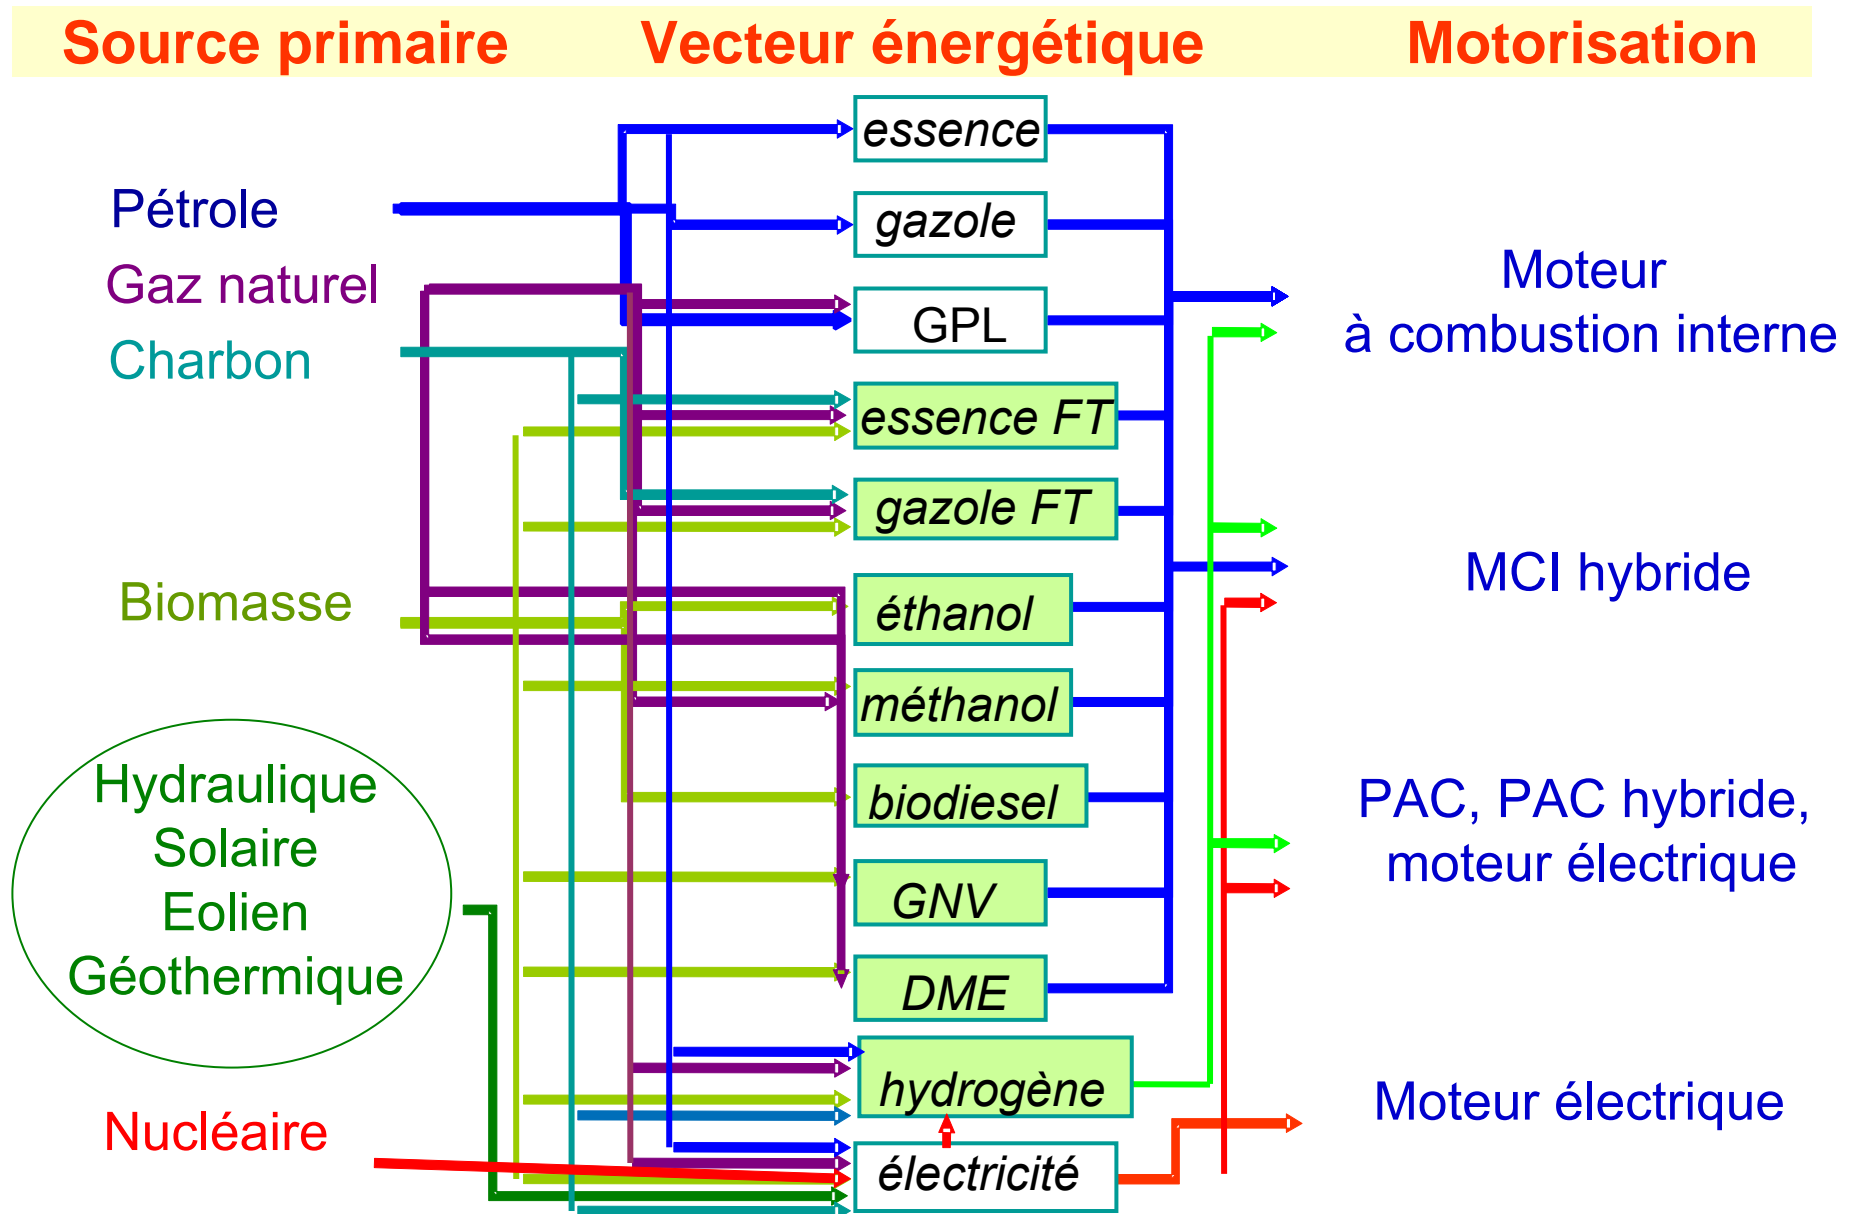 Source primaire
Vecteur énergétique
Motorisation
Pétrole
Gaz naturel
Charbon
Biomasse
Hydraulique
Solaire
Eolien
Géothermique
Nucléaire
essence
gazole
GPL
essence FT
gazole FT
éthanol
méthanol
biodiesel
GNV
DME
hydrogène
électricité
Moteur
à combustion interne
MCI hybride
PAC, PAC hybride,
moteur électrique
Moteur électrique